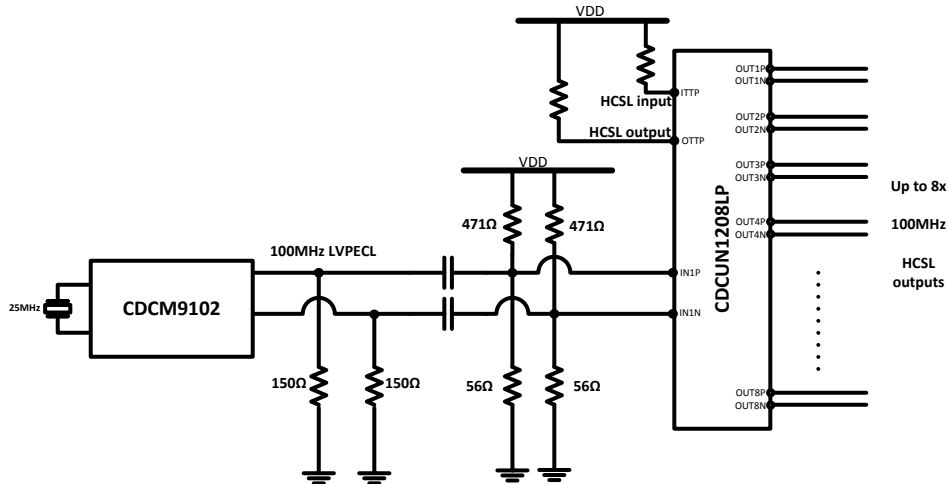 VDD
ITTP
HCSL input
HCSL output
OTTP
VDD
471Ω
471Ω
100MHz LVPECL
25MHz
CDCM9102
150Ω
150Ω
56Ω
56Ω
IN1P
IN1N
CDCUN1208LP
OUT1P
OUT1N
OUT2P
OUT2N
OUT3P
OUT3N
OUT4P
OUT4N
OUT8P
OUT8N
Up to 8x
100MHz
HCSL
outputs